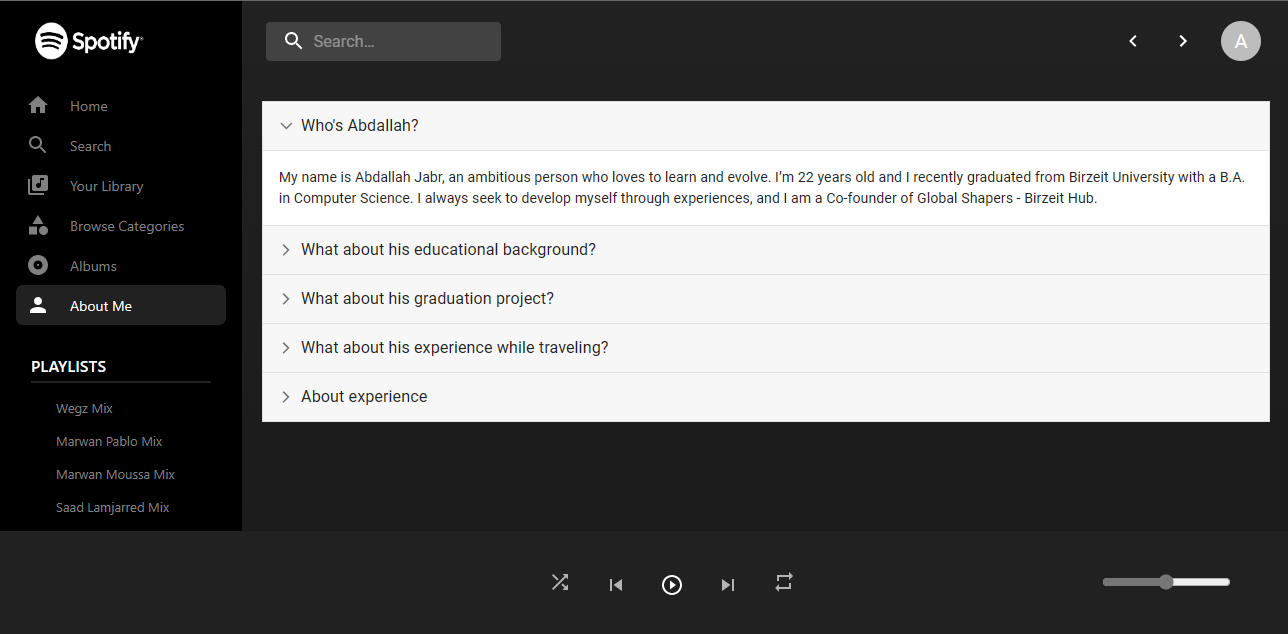 Spotify
Home
Search
Your Library
Browse Categories
Albums
About Me
PLAYLISTS
Wegz Mix
Marwan Pablo Mix
Marwan Moussa Mix
Saad Lamjarred Mix
Search...
A
Who's Abdallah?
My name is Abdallah Jabr, an ambitious person who loves to learn and evolve. I'm 22 years old and I recently graduated from Birzeit University with a B.A.
in Computer Science. I always seek to develop myself through experiences, and I am a Co-founder of Global Shapers - Birzeit Hub.
What about his educational background?
What about his graduation project?
What about his experience while traveling?
About experience